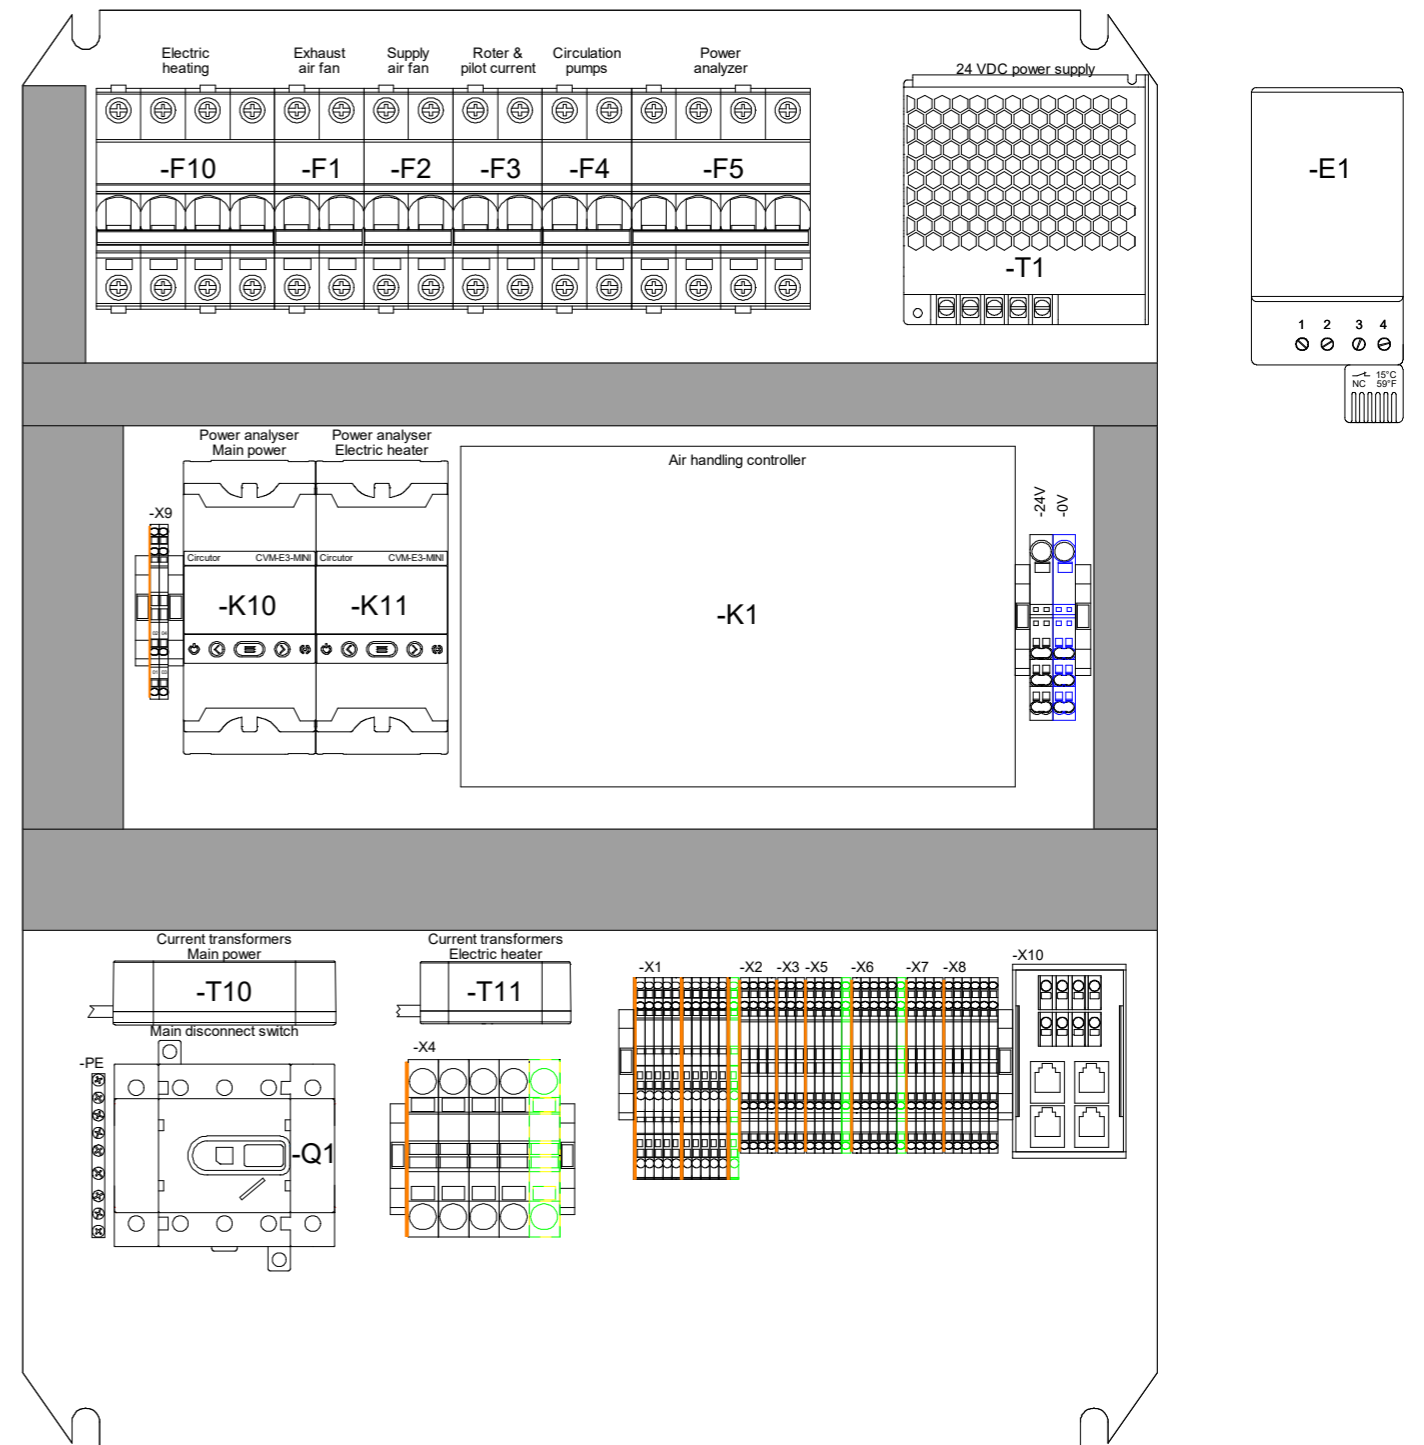 Electric
heating
Exhaust
air fan
Supply
air fan
Roter &
pilot current
Circulation
pumps
Power
analyzer
24 VDC power supply
-F10
-F1
-F2
-F3
-F4
-F5
-T1
-E1
1 2 3 4
15°C
NC 59°F
Power analyser
Main power
Power analyser
Electric heater
Air handling controller
-X9
-24V
-0V
Circutor CVM-E3-MINI
Circutor CVM-E3-MINI
-K10
-K11
-K1
Current transformers
Main power
Current transformers
Electric heater
-T10
-T11
Main disconnect switch
-X1
-X2
-X3
-X5
-X6
-X7
-X8
-X10
-PE
-X4
-Q1